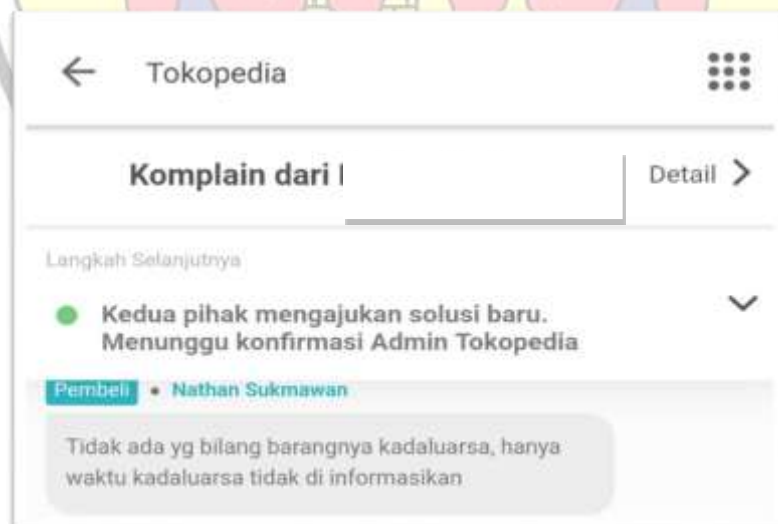 Tokopedia
Komplain dari
Detail
Langkah Selanjutnya
Kedua pihak mengajukan solusi baru.
Menunggu konfirmasi Admin Tokopedia
Pembeli • Nathan Sukmawan
Tidak ada yg bilang barangnya kadaluarsa, hanya
waktu kadaluarsa tidak di informasikan